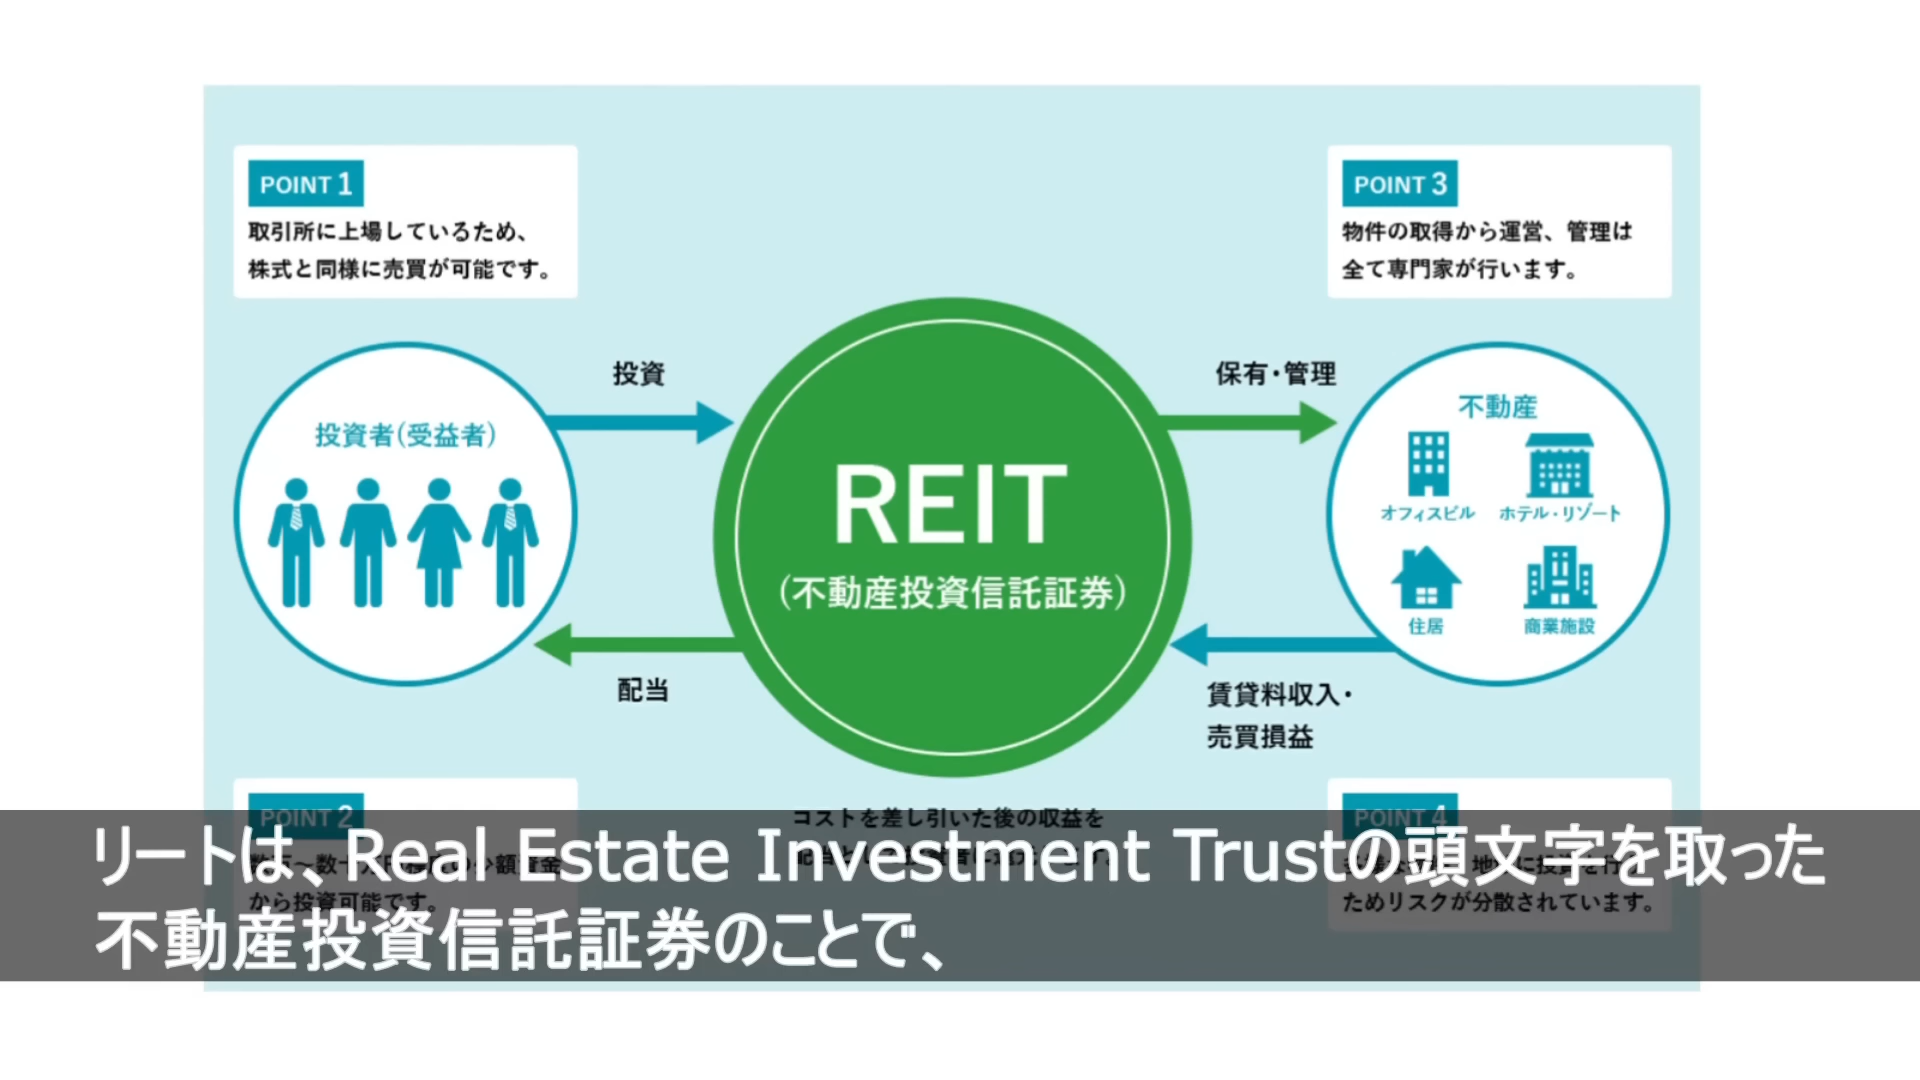 POINT 1
取引所に上場しているため、
株式と同様に売買が可能です。
POINT 3
物件の取得から運営、管理は
全て専門家が行います。
投資
保有・管理
投資者(受益者)
不動産
オフィスビル
ホテル・リゾート
住居
商業施設
REIT
(不動産投資信託証券)
配当
賃貸料収入・
売買損益
POINT 2
から投資可能です。
コストを差し引いた後の収益を
POINT 4
ためリスクが分散されています。
リートは、Real Estate Investment Trustの頭文字を取った
不動産投資信託証券のことで、